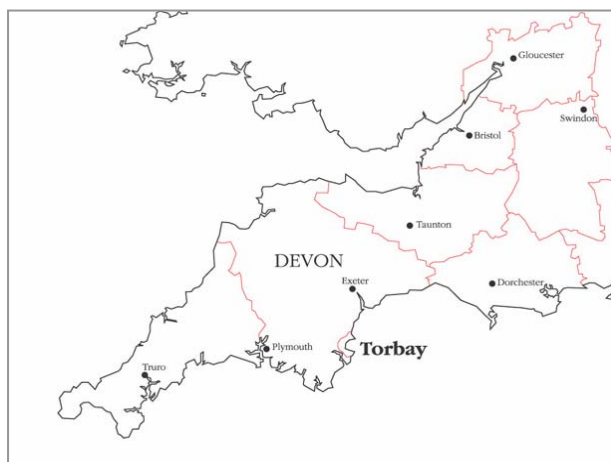 Gloucester
Swindon
Bristol
Taunton
DEVON
Exeter
Dorchester
Plymouth
Torbay
Truro